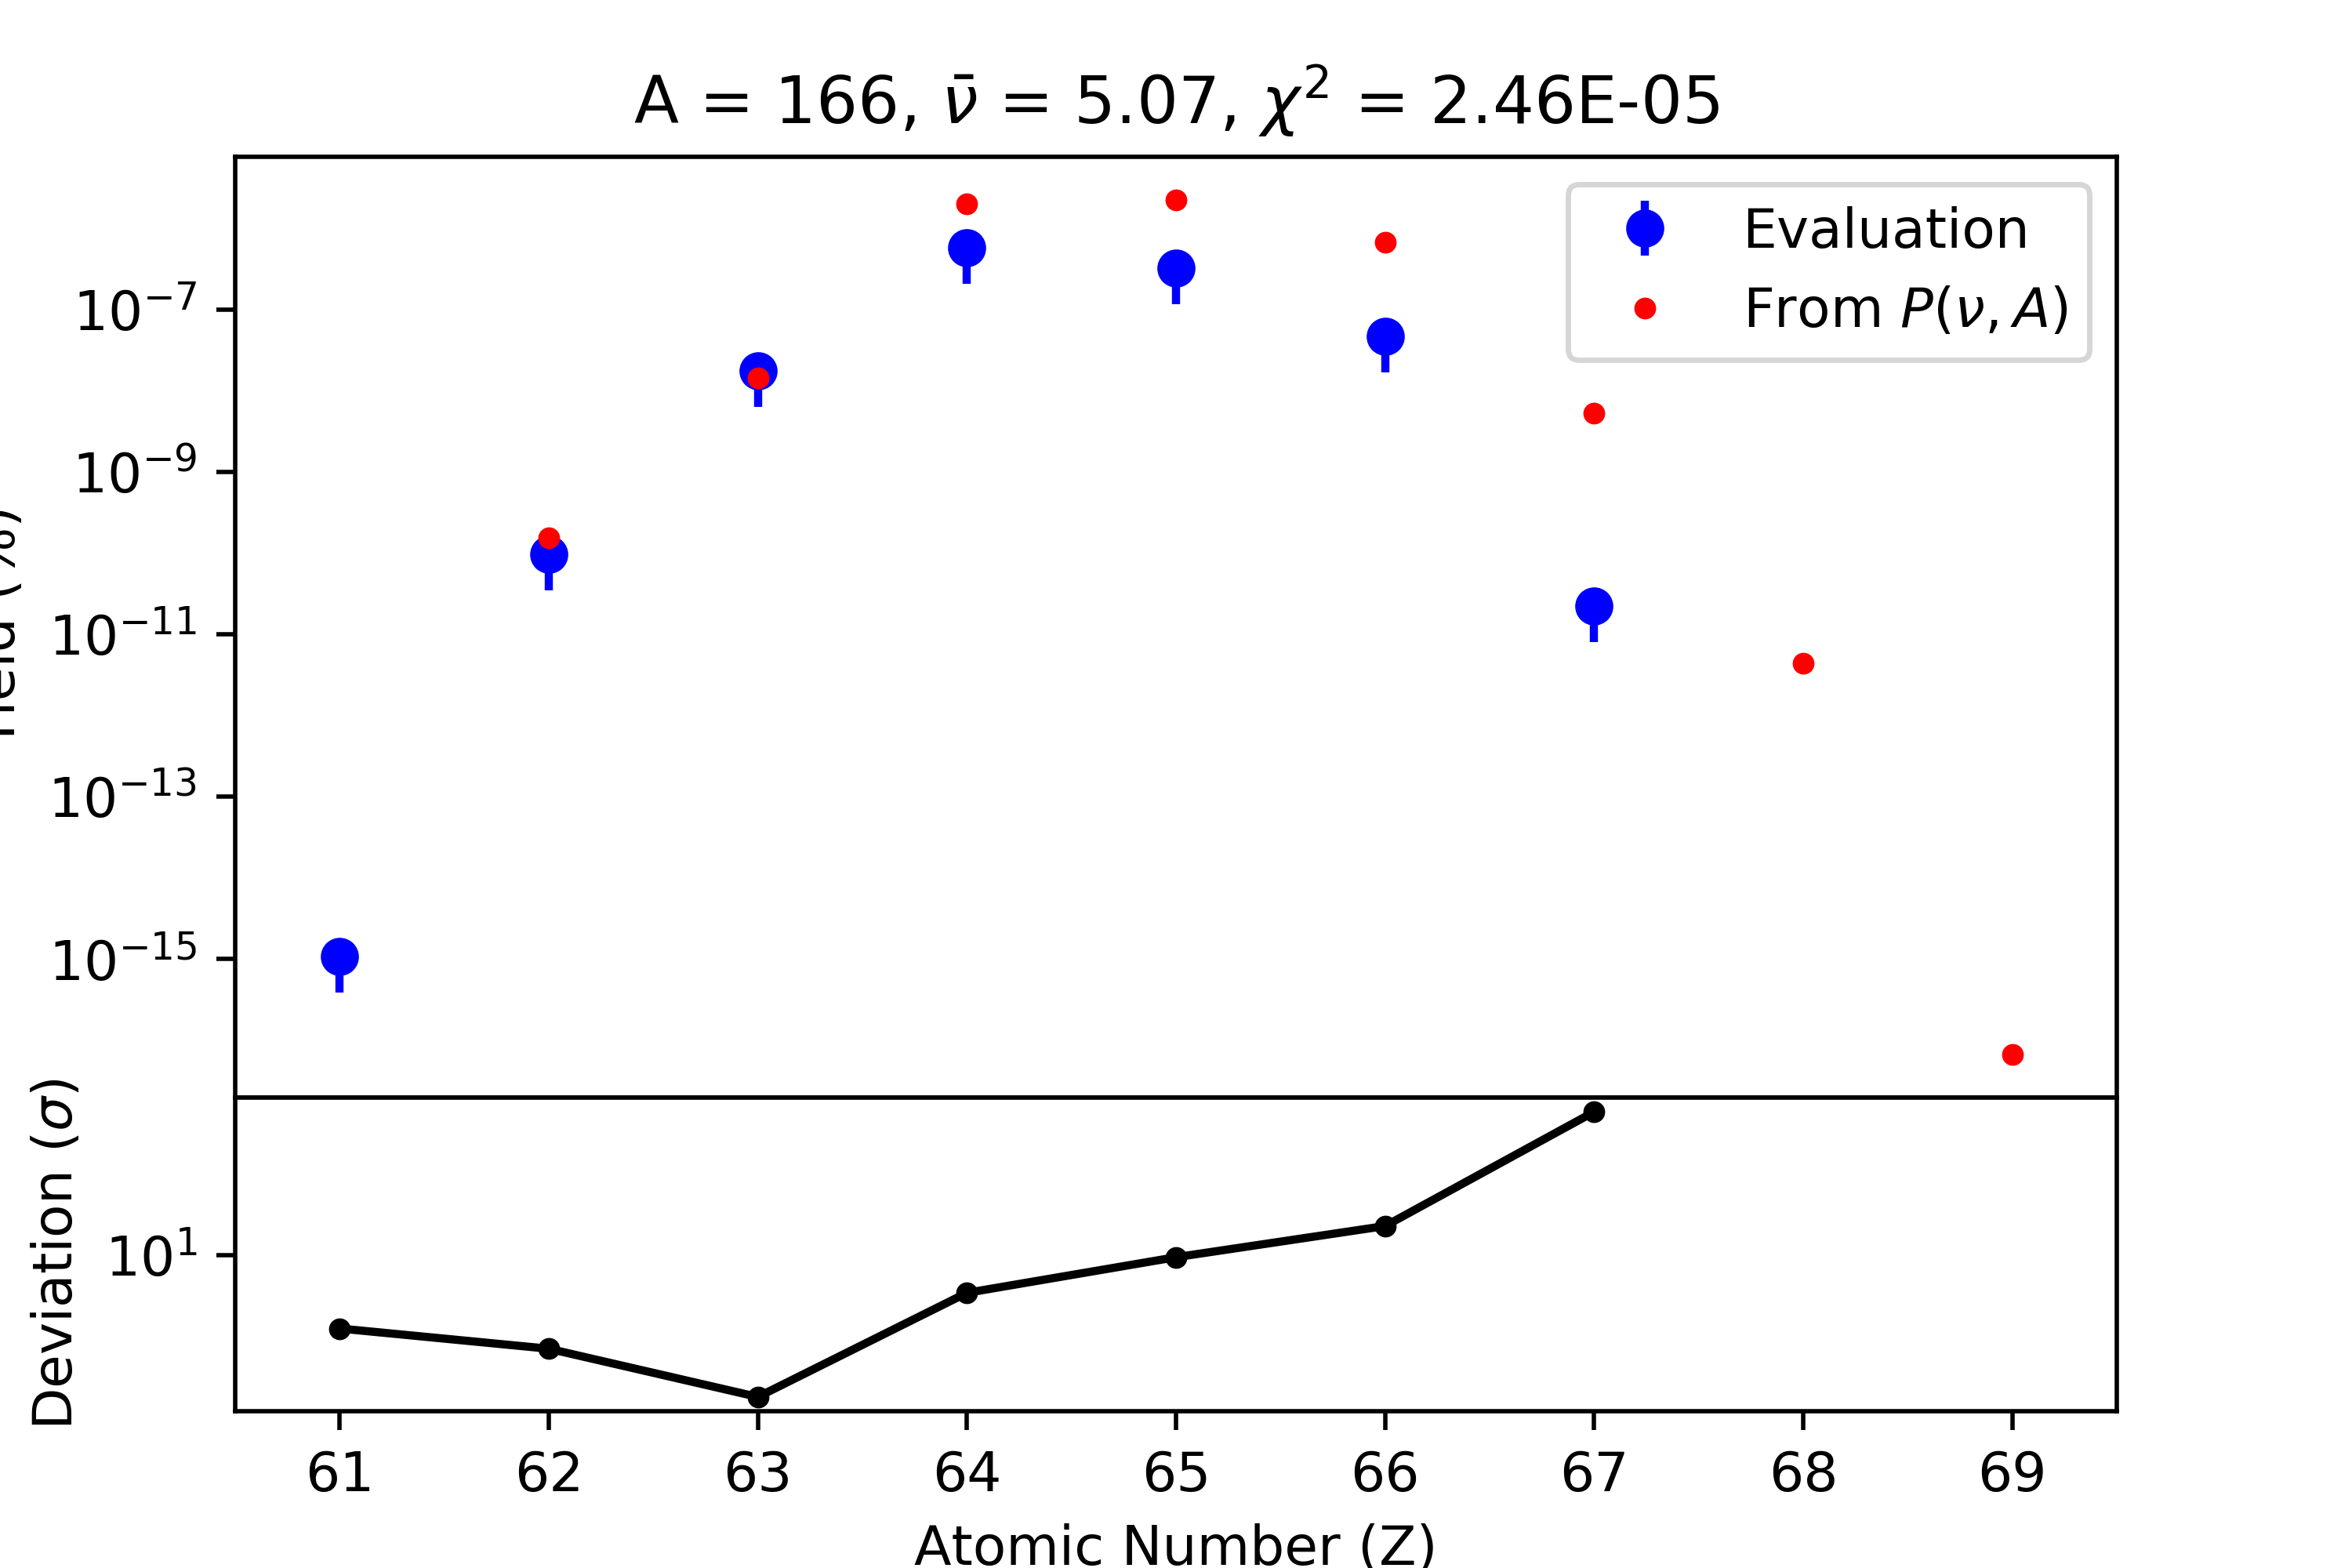 A = 166, ν̄ = 5.07, χ² = 2.46E-05
Evaluation
From P(ν, A)
10⁻⁷
10⁻⁹
10⁻¹¹
10⁻¹³
10⁻¹⁵
(%)
Deviation (σ)
10¹
61 62 63 64 65 66 67 68 69
Atomic Number (Z)